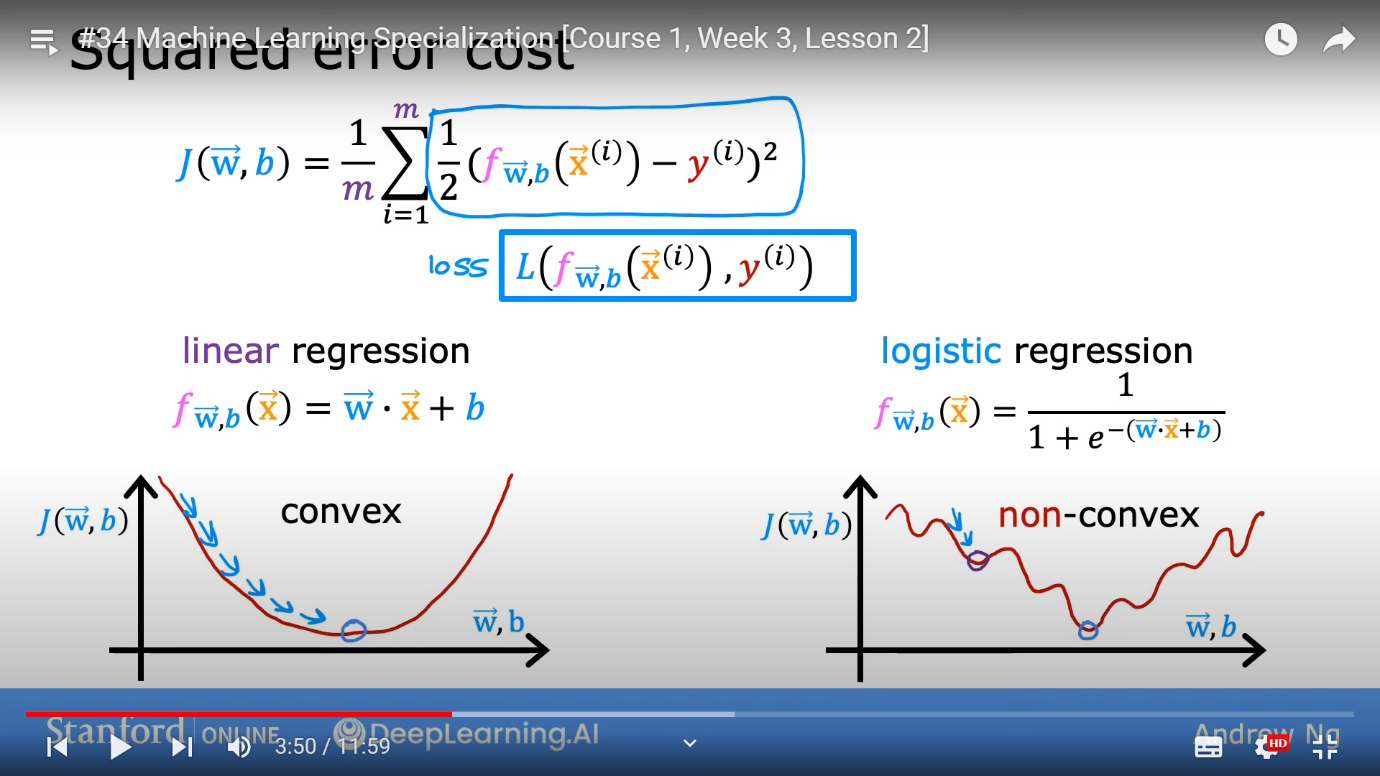 #34 Machine Learning Specialization [Course 1, Week 3, Lesson 2]
Squared error cost
J(w⃗, b) = 1/m ∑_{i=1}^{m} 1/2 (f_{w⃗,b}(x⃗^{(i)}) − y^{(i)})²
loss L(f_{w⃗,b}(x⃗^{(i)}) , y^{(i)})
linear regression
f_{w⃗,b}(x⃗) = w⃗ · x⃗ + b
J(w⃗, b)
convex
w⃗, b
logistic regression
f_{w⃗,b}(x⃗) = 1/(1 + e^{−(w⃗·x⃗+b)})
J(w⃗, b)
non-convex
w⃗, b
Stanford ONLINE DeepLearning.AI Andrew Ng
3:50 / 11:59
HD